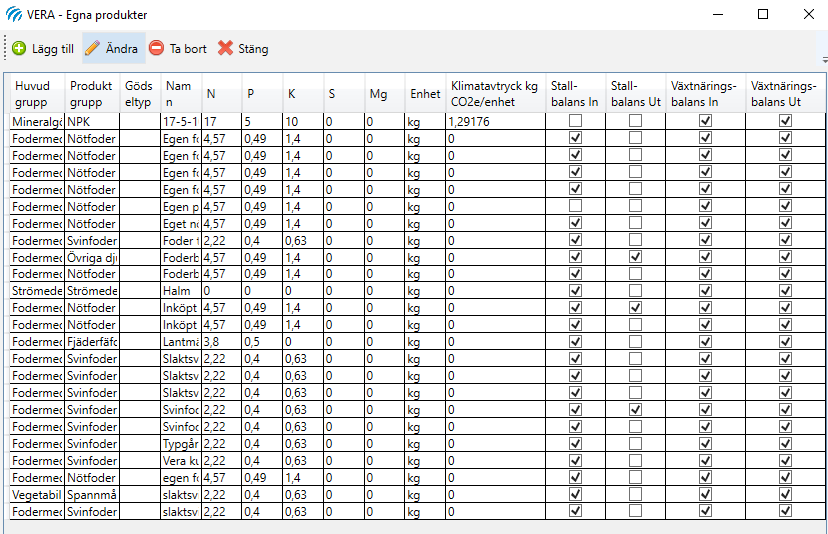 VERA - Egna produkter
Lägg till Ändra Ta bort Stäng
Huvud grupp Produkt grupp Göds eltyp Nam n N P K S Mg Enhet Klimatavtryck kg CO2e/enhet Stall- balans In Stall- balans Ut Växtnärings- balans In Växtnärings- balans Ut
Mineralgö NPK 17-5-1 17 5 10 0 0 kg 1,29176
Fodermed Nötfoder Egen fo 4,57 0,49 1,4 0 0 kg 0
Fodermed Nötfoder Egen fo 4,57 0,49 1,4 0 0 kg 0
Fodermed Nötfoder Egen fo 4,57 0,49 1,4 0 0 kg 0
Fodermed Nötfoder Egen fo 4,57 0,49 1,4 0 0 kg 0
Fodermed Nötfoder Egen p 4,57 0,49 1,4 0 0 kg 0
Fodermed Nötfoder Eget nö 4,57 0,49 1,4 0 0 kg 0
Fodermed Svinfoder Foder t 2,22 0,4 0,63 0 0 kg 0
Fodermed Övriga dju Foderb 4,57 0,49 1,4 0 0 kg 0
Fodermed Nötfoder Foderb 4,57 0,49 1,4 0 0 kg 0
Strömede Strömede Halm 0 0 0 0 0 kg 0
Fodermed Nötfoder Inköpt 4,57 0,49 1,4 0 0 kg 0
Fodermed Nötfoder Inköpt 4,57 0,49 1,4 0 0 kg 0
Fodermed Fjäderfäfo Lantmä 3,8 0,5 0 0 0 kg 0
Fodermed Svinfoder Slaktsv 2,22 0,4 0,63 0 0 kg 0
Fodermed Svinfoder Slaktsv 2,22 0,4 0,63 0 0 kg 0
Fodermed Svinfoder Slaktsv 2,22 0,4 0,63 0 0 kg 0
Fodermed Svinfoder Svinfoc 2,22 0,4 0,63 0 0 kg 0
Fodermed Svinfoder Svinfoc 2,22 0,4 0,63 0 0 kg 0
Fodermed Svinfoder Typgår 2,22 0,4 0,63 0 0 kg 0
Fodermed Svinfoder Vera ku 2,22 0,4 0,63 0 0 kg 0
Fodermed Nötfoder egen fo 4,57 0,49 1,4 0 0 kg 0
Vegetabil Spannmå slaktsv 2,22 0,4 0,63 0 0 kg 0
Fodermed Svinfoder slaktsv 2,22 0,4 0,63 0 0 kg 0